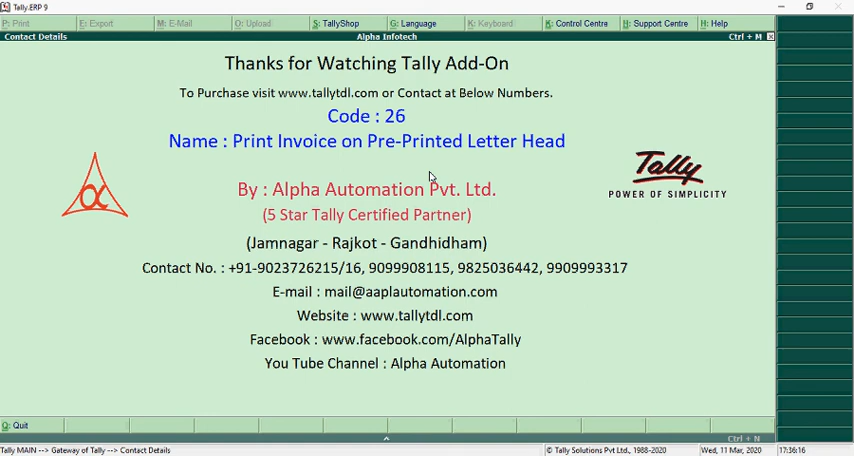 Tally.ERP 9
P: Print E: Export M: E-Mail O: Upload S: TallyShop G: Language K: Keyboard K: Control Centre H: Support Centre H: Help
Contact Details Alpha Infotech Ctrl + M
Thanks for Watching Tally Add-On
To Purchase visit www.tallytdl.com or Contact at Below Numbers.
Code : 26
Name : Print Invoice on Pre-Printed Letter Head
By : Alpha Automation Pvt. Ltd.
(5 Star Tally Certified Partner)
(Jamnagar - Rajkot - Gandhidham)
Contact No. : +91-9023726215/16, 9099908115, 9825036442, 9909993317
E-mail : mail@aaplautomation.com
Website : www.tallytdl.com
Facebook : www.facebook.com/AlphaTally
You Tube Channel : Alpha Automation
α
Tally
POWER OF SIMPLICITY
Q: Quit
Ctrl + N
Tally MAIN --> Gateway of Tally --> Contact Details © Tally Solutions Pvt Ltd., 1988-2020 Wed, 11 Mar, 2020 17:36:16